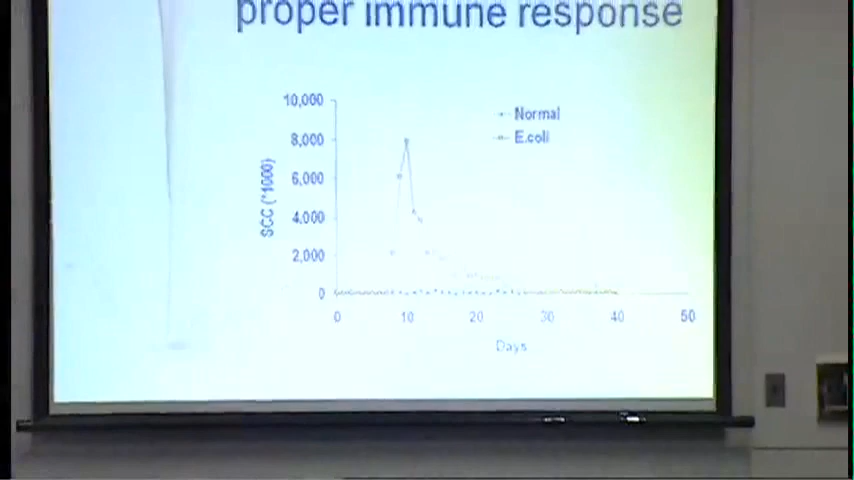 proper immune response
10,000
8,000
6,000
4,000
2,000
0
SCC (*1000)
Normal
E.coli
0 10 20 30 40 50
Days